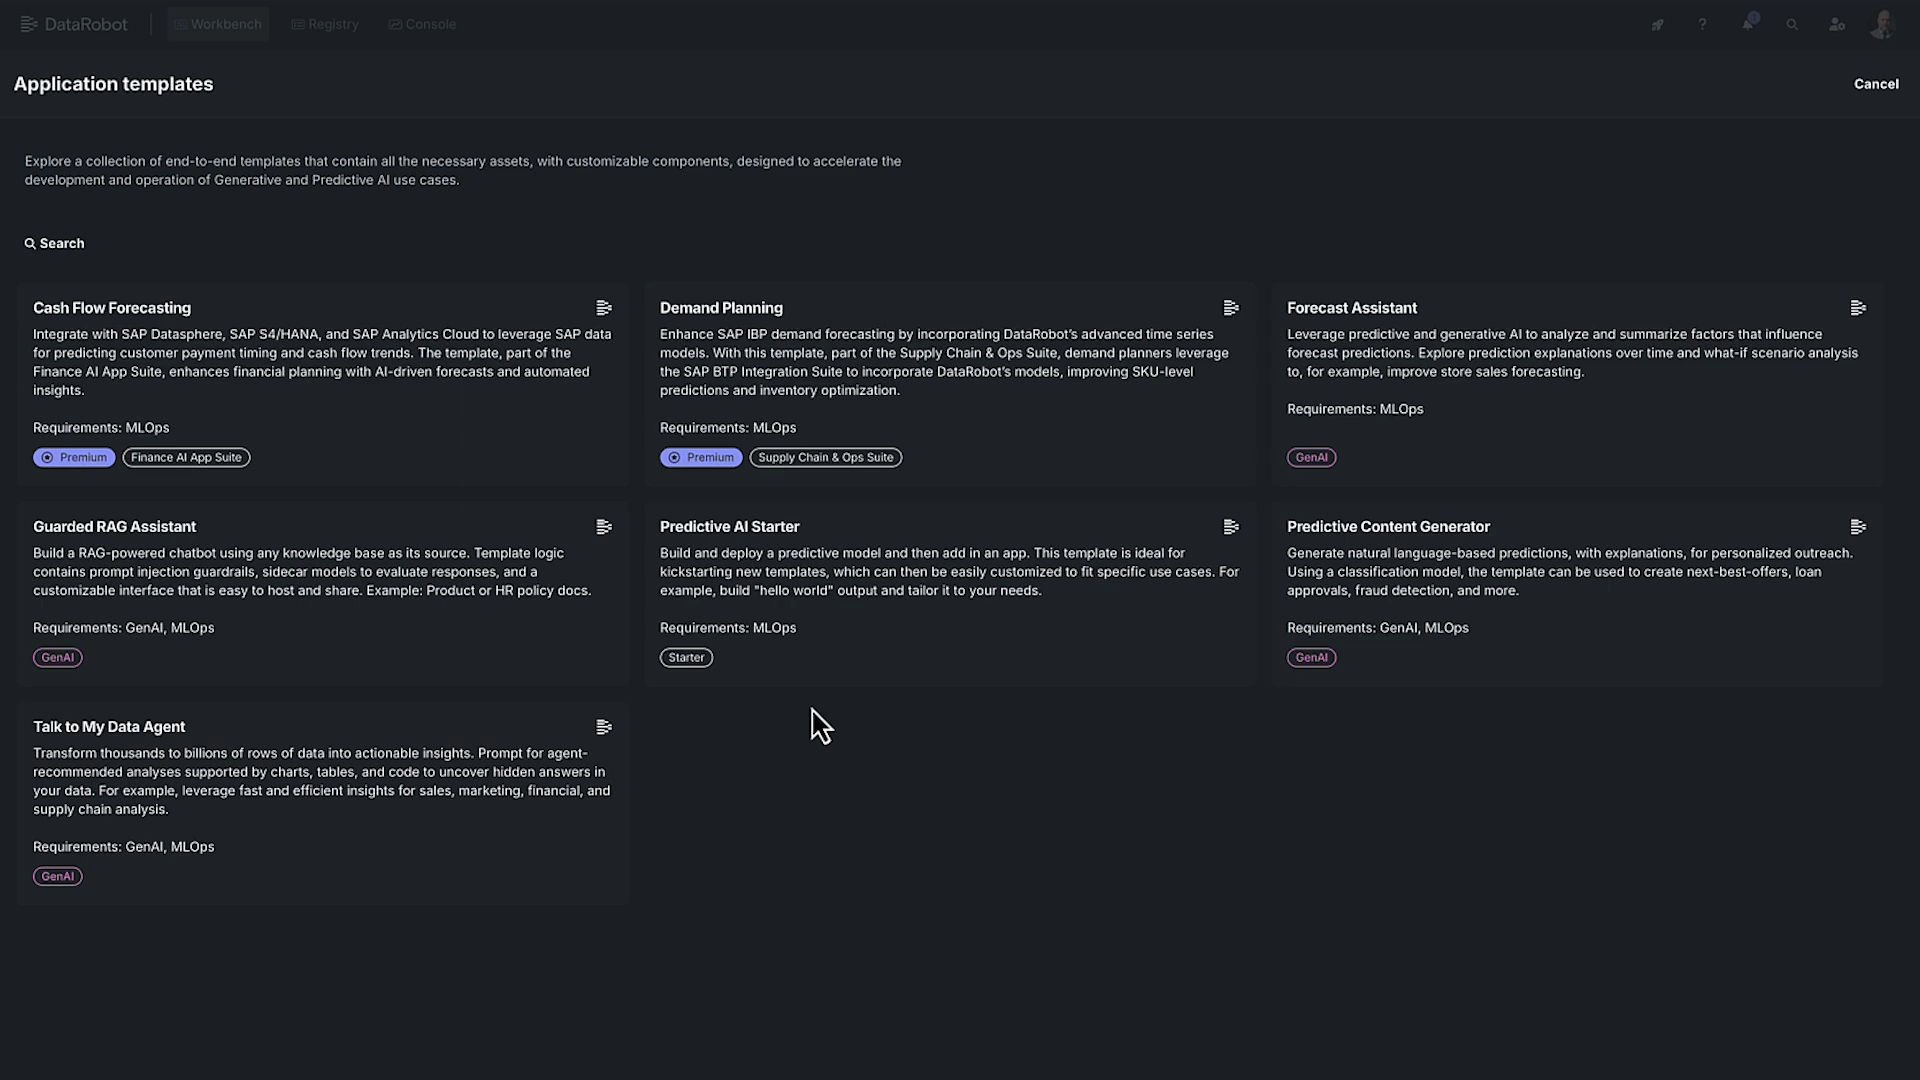 DataRobot
Workbench
Registry
Console
Application templates
Cancel
Explore a collection of end-to-end templates that contain all the necessary assets, with customizable components, designed to accelerate the
development and operation of Generative and Predictive AI use cases.
Search
Cash Flow Forecasting
Integrate with SAP Datasphere, SAP S4/HANA, and SAP Analytics Cloud to leverage SAP data
for predicting customer payment timing and cash flow trends. The template, part of the
Finance AI App Suite, enhances financial planning with AI-driven forecasts and automated
insights.
Requirements: MLOps
Premium
Finance AI App Suite
Demand Planning
Enhance SAP IBP demand forecasting by incorporating DataRobot's advanced time series
models. With this template, part of the Supply Chain & Ops Suite, demand planners leverage
the SAP BTP Integration Suite to incorporate DataRobot's models, improving SKU-level
predictions and inventory optimization.
Requirements: MLOps
Premium
Supply Chain & Ops Suite
Forecast Assistant
Leverage predictive and generative AI to analyze and summarize factors that influence
forecast predictions. Explore prediction explanations over time and what-if scenario analysis
to, for example, improve store sales forecasting.
Requirements: MLOps
GenAI
Guarded RAG Assistant
Build a RAG-powered chatbot using any knowledge base as its source. Template logic
contains prompt injection guardrails, sidecar models to evaluate responses, and a
customizable interface that is easy to host and share. Example: Product or HR policy docs.
Requirements: GenAI, MLOps
GenAI
Predictive AI Starter
Build and deploy a predictive model and then add in an app. This template is ideal for
kickstarting new templates, which can then be easily customized to fit specific use cases. For
example, build "hello world" output and tailor it to your needs.
Requirements: MLOps
Starter
Predictive Content Generator
Generate natural language-based predictions, with explanations, for personalized outreach.
Using a classification model, the template can be used to create next-best-offers, loan
approvals, fraud detection, and more.
Requirements: GenAI, MLOps
GenAI
Talk to My Data Agent
Transform thousands to billions of rows of data into actionable insights. Prompt for agent-
recommended analyses supported by charts, tables, and code to uncover hidden answers in
your data. For example, leverage fast and efficient insights for sales, marketing, financial, and
supply chain analysis.
Requirements: GenAI, MLOps
GenAI